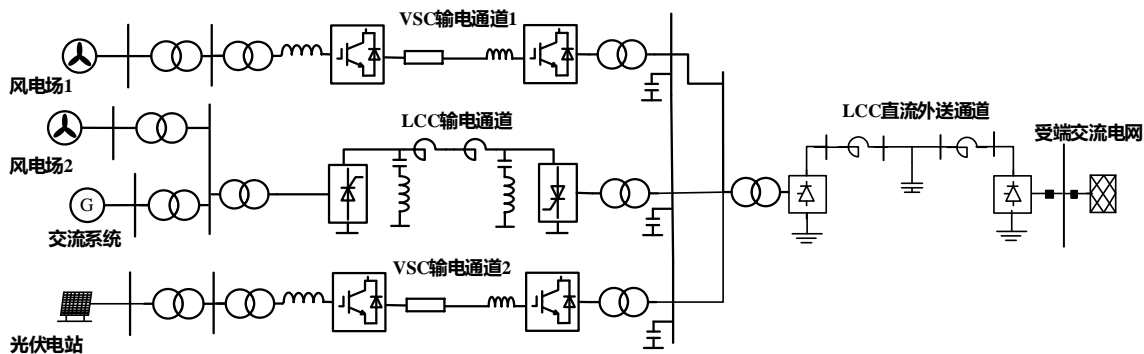 VSC输电通道1
风电场1
LCC输电通道
LCC直流外送通道
受端交流电网
风电场2
G
交流系统
VSC输电通道2
光伏电站